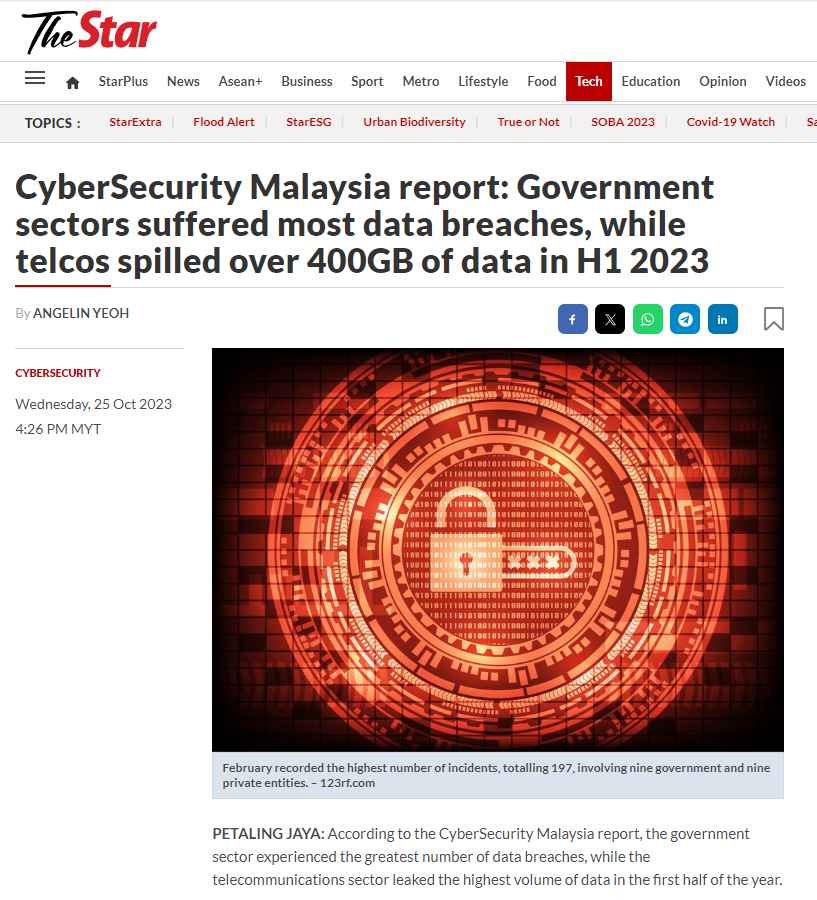 The Star
StarPlus News Asean+ Business Sport Metro Lifestyle Food Tech Education Opinion Videos
TOPICS : StarExtra Flood Alert StarESG Urban Biodiversity True or Not SOBA 2023 Covid-19 Watch
CyberSecurity Malaysia report: Government
sectors suffered most data breaches, while
telcos spilled over 400GB of data in H1 2023
By ANGELIN YEOH
CYBERSECURITY
Wednesday, 25 Oct 2023
4:26 PM MYT
February recorded the highest number of incidents, totalling 197, involving nine government and nine
private entities. – 123rf.com
PETALING JAYA: According to the CyberSecurity Malaysia report, the government
sector experienced the greatest number of data breaches, while the
telecommunications sector leaked the highest volume of data in the first half of the year.